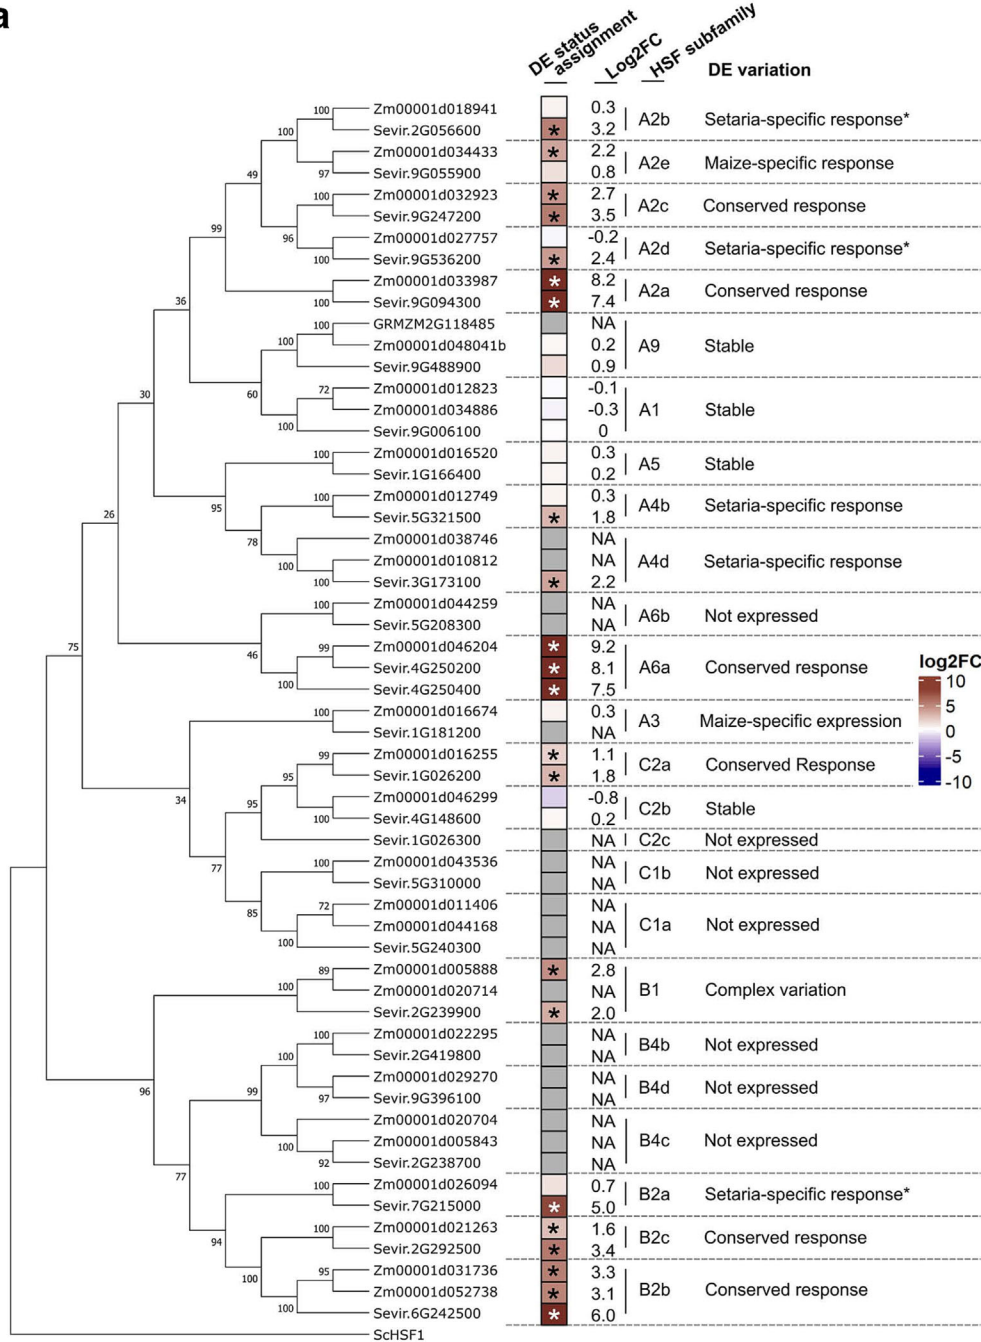 a
DE status assignment Log2FC HSF subfamily DE variation
Zm00001d018941 0.3
100 A2b Setaria-specific response*
Sevir.2G056600 * 3.2
100
Zm00001d034433 * 2.2
A2e Maize-specific response
97 Sevir.9G055900 0.8
49
Zm00001d032923 * 2.7
100 A2c Conserved response
Sevir.9G247200 * 3.5
96
Zm00001d027757 -0.2
A2d Setaria-specific response*
100 Sevir.9G536200 * 2.4
99
Zm00001d033987 * 8.2
A2a Conserved response
100 Sevir.9G094300 * 7.4
36
100 GRMZM2G118485 NA
100 Zm00001d048041b 0.2 A9 Stable
Sevir.9G488900 0.9
60
72 Zm00001d012823 -0.1
Zm00001d034886 -0.3 A1 Stable
100 Sevir.9G006100 0
30
100 Zm00001d016520 0.3
A5 Stable
Sevir.1G166400 0.2
95
100 Zm00001d012749 0.3
A4b Setaria-specific response
Sevir.5G321500 * 1.8
78
Zm00001d038746 NA
100 Zm00001d010812 NA A4d Setaria-specific response
100 Sevir.3G173100 * 2.2
26
100 Zm00001d044259 NA
A6b Not expressed
Sevir.5G208300 NA
46
99 Zm00001d046204 * 9.2
Sevir.4G250200 * 8.1 A6a Conserved response
100 Sevir.4G250400 * 7.5
75
100 Zm00001d016674 0.3
A3 Maize-specific expression
Sevir.1G181200 NA
34
99 Zm00001d016255 * 1.1
95 C2a Conserved Response
Sevir.1G026200 * 1.8
95
Zm00001d046299 -0.8
C2b Stable
100 Sevir.4G148600 0.2
Sevir.1G026300 NA C2c Not expressed
77
100 Zm00001d043536 NA
C1b Not expressed
Sevir.5G310000 NA
85
72 Zm00001d011406 NA
Zm00001d044168 NA C1a Not expressed
100 Sevir.5G240300 NA
89 Zm00001d005888 * 2.8
100 Zm00001d020714 NA B1 Complex variation
Sevir.2G239900 * 2.0
96
100 Zm00001d022295 NA
100 B4b Not expressed
Sevir.2G419800 NA
99
Zm00001d029270 NA
B4d Not expressed
97 Sevir.9G396100 NA
Zm00001d020704 NA
100 Zm00001d005843 NA B4c Not expressed
92 Sevir.2G238700 NA
77
100 Zm00001d026094 0.7
B2a Setaria-specific response*
Sevir.7G215000 * 5.0
94
100 Zm00001d021263 * 1.6
B2c Conserved response
Sevir.2G292500 * 3.4
100
95 Zm00001d031736 * 3.3
Zm00001d052738 * 3.1 B2b Conserved response
100 Sevir.6G242500 * 6.0
ScHSF1
log2FC
10
5
0
-5
-10